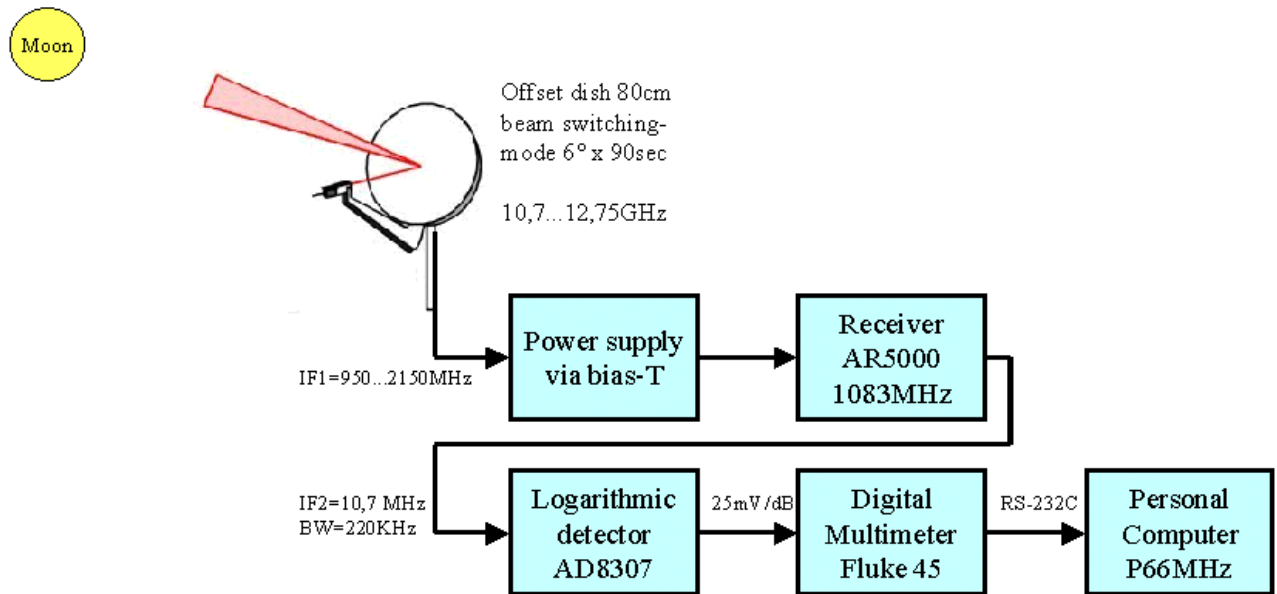 Moon
Offset dish 80cm
beam switching-
mode 6° x 90sec
10,7...12,75GHz
Power supply
via bias-T
Receiver
AR5000
1083MHz
IF1=950...2150MHz
IF2=10,7 MHz
BW=220KHz
Logarithmic
detector
AD8307
25mV/dB
Digital
Multimeter
Fluke 45
RS-232C
Personal
Computer
P66MHz